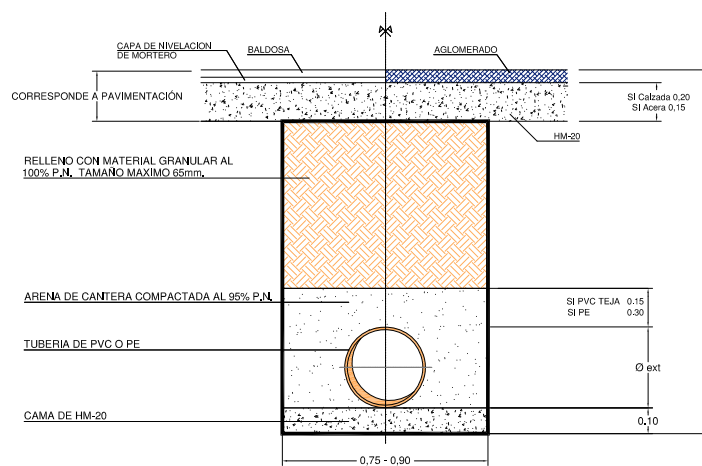 CAPA DE NIVELACION
DE MORTERO
BALDOSA
AGLOMERADO
CORRESPONDE A PAVIMENTACIÓN
SI Calzada 0,20
SI Acera 0,15
HM-20
RELLENO CON MATERIAL GRANULAR AL
100% P.N. TAMAÑO MAXIMO 65mm.
ARENA DE CANTERA COMPACTADA AL 95% P.N.
SI PVC TEJA 0.15
SI PE 0.30
TUBERIA DE PVC O PE
Ø ext
CAMA DE HM-20
0.10
0,75 - 0,90